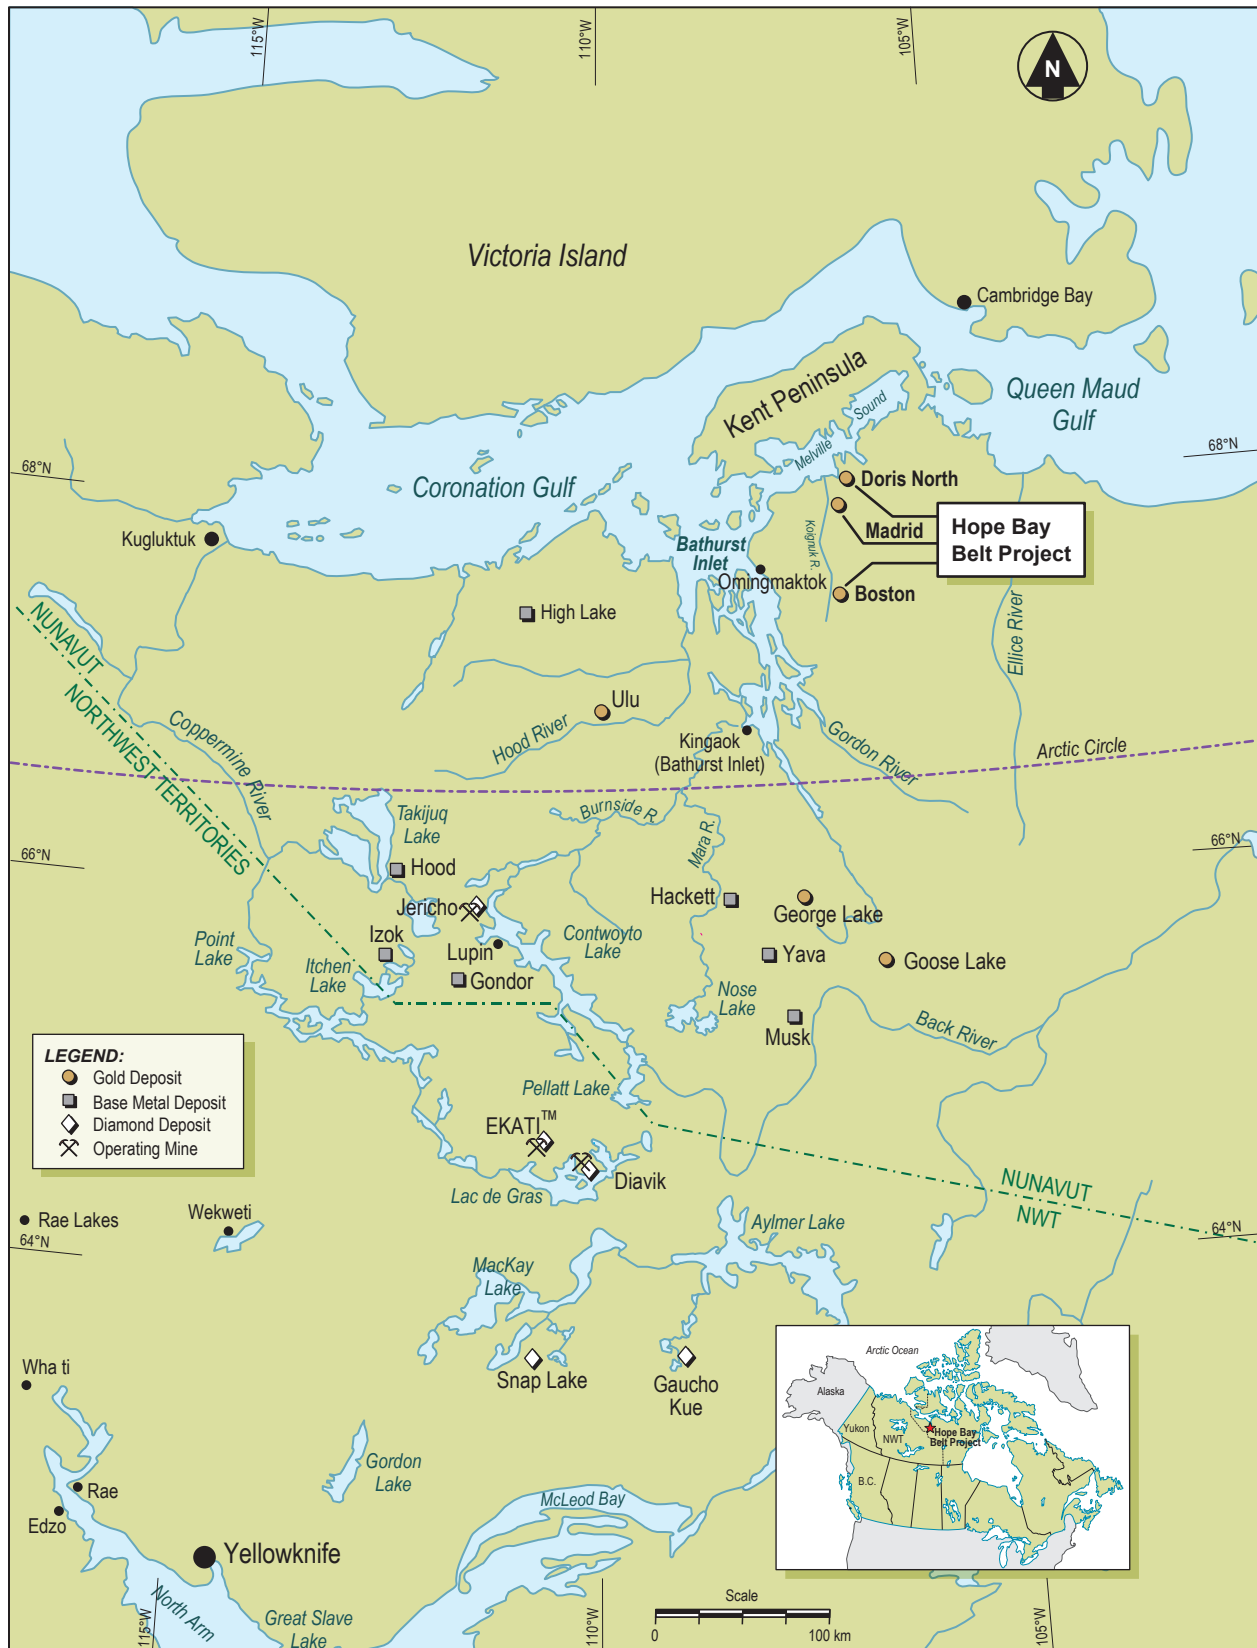 115°W
110°W
105°W
N
Victoria Island
Cambridge Bay
Kent Peninsula
Queen Maud
Gulf
Melville
Sound
68°N
68°N
Coronation Gulf
Doris North
Madrid
Hope Bay
Belt Project
Kugluktuk
Bathurst
Inlet
Koignuk R.
Omingmaktok
Boston
High Lake
Ellice River
NUNAVUT
NORTHWEST TERRITORIES
Ulu
Hood River
Coppermine River
Kingaok
(Bathurst Inlet)
Gordon River
Arctic Circle
Takijuq
Lake
Burnside R.
Mara R.
66°N
66°N
Hood
Jericho
Hackett
George Lake
Izok
Lupin
Contwoyto
Lake
Point
Lake
Itchen
Lake
Gondor
Yava
Goose Lake
Nose
Lake
Musk
Back River
LEGEND:
Gold Deposit
Base Metal Deposit
Diamond Deposit
Operating Mine
Pellatt Lake
EKATI™
Diavik
Lac de Gras
NUNAVUT
NWT
Rae Lakes
Wekweti
64°N
64°N
Aylmer Lake
MacKay
Lake
Snap Lake
Gaucho
Kue
Wha ti
Arctic Ocean
Alaska
Yukon
NWT
Hope Bay
Belt Project
B.C.
Gordon
Lake
Rae
Edzo
McLeod Bay
Yellowknife
North Arm
Great Slave
Lake
115°W
110°W
105°W
Scale
0
100 km